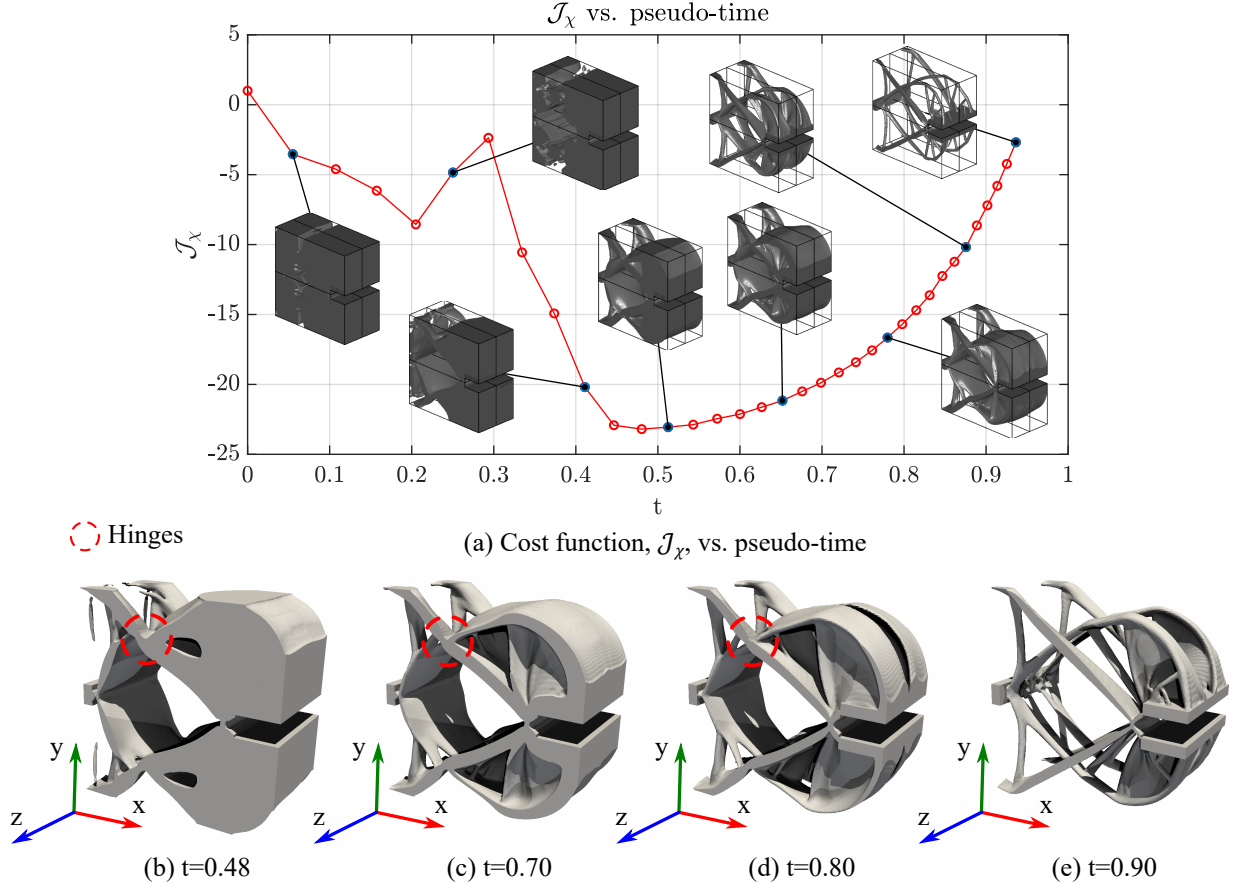 𝒥χ vs. pseudo-time
5
0
-5
-10
-15
-20
-25
𝒥χ
0 0.1 0.2 0.3 0.4 0.5 0.6 0.7 0.8 0.9 1
t
Hinges
(a) Cost function, 𝒥χ, vs. pseudo-time
y x z
y x z
y x z
y x z
(b) t=0.48
(c) t=0.70
(d) t=0.80
(e) t=0.90